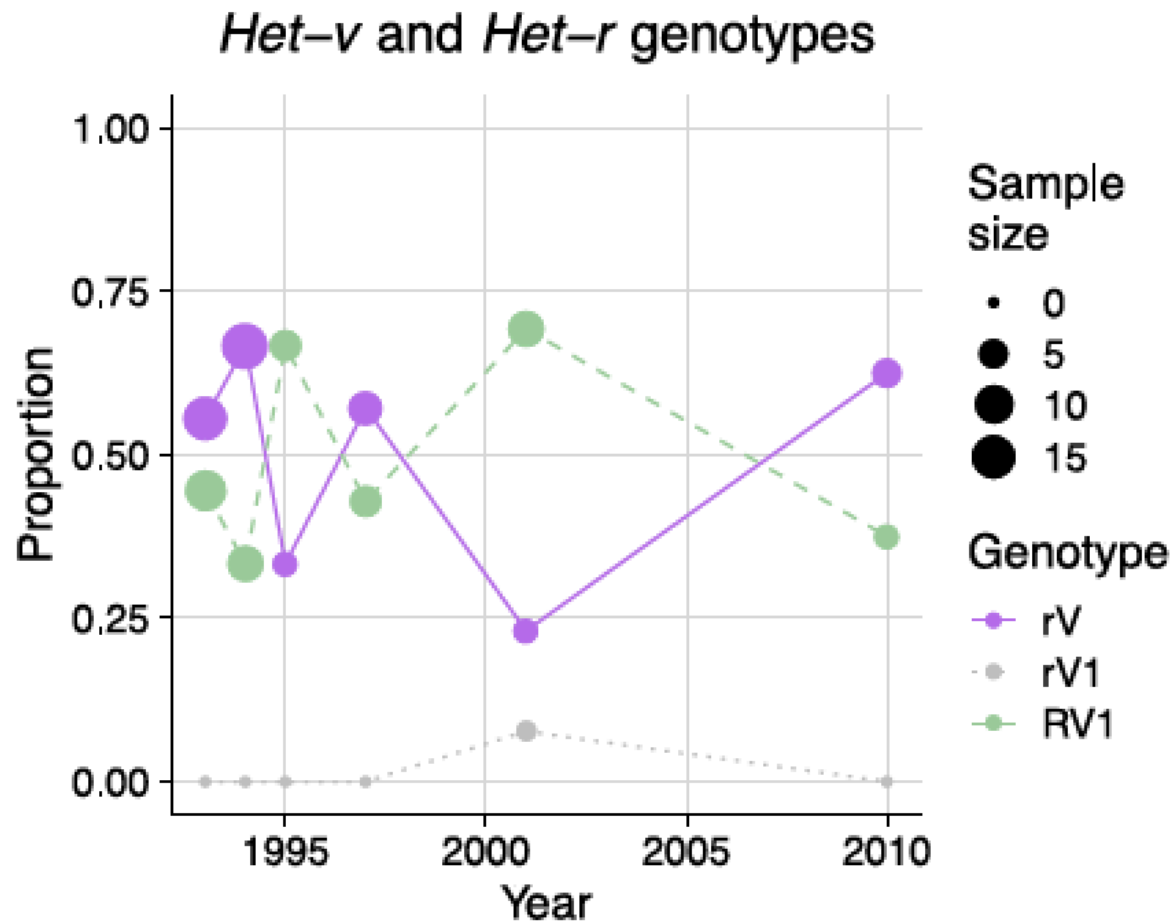 Het–v and Het–r genotypes
1.00
0.75
0.50
0.25
0.00
Proportion
1995 2000 2005 2010
Year
Sample
size
0
5
10
15
Genotype
rV
rV1
RV1